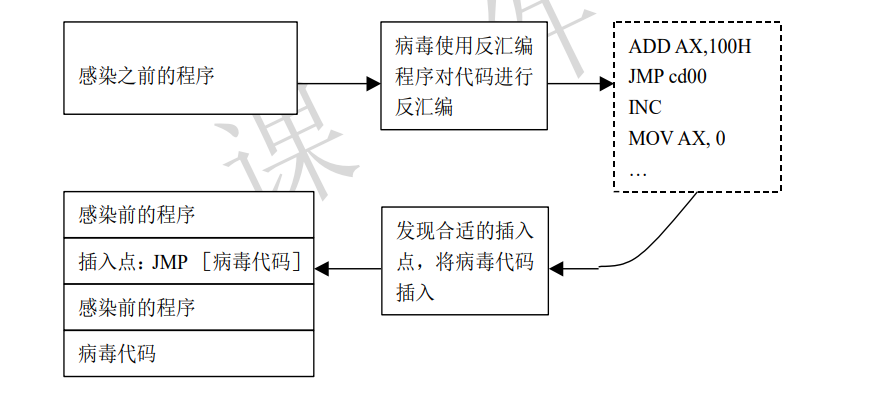 感染之前的程序
病毒使用反汇编
程序对代码进行
反汇编
ADD AX,100H
JMP cd00
INC
MOV AX, 0
…
感染前的程序
插入点：JMP ［病毒代码］
感染前的程序
病毒代码
发现合适的插入
点，将病毒代码
插入
课件